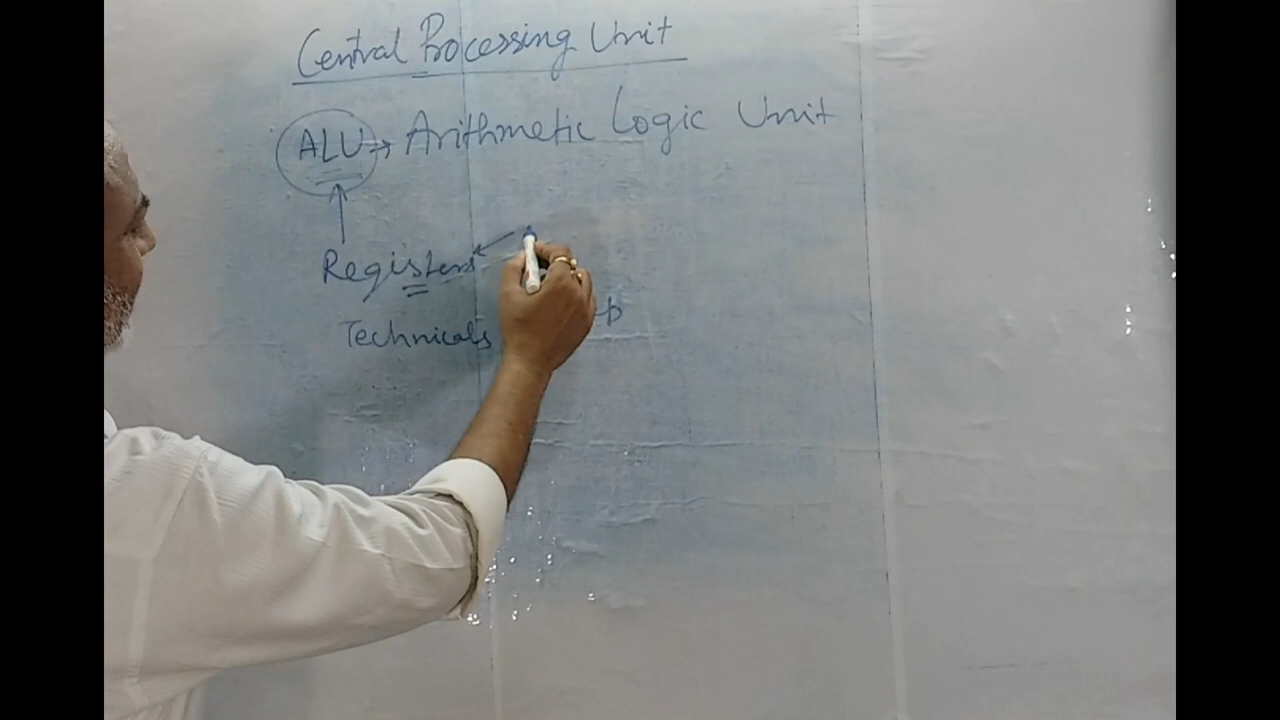 Central Processing Unit
ALU → Arithmetic Logic Unit
Registers
Technicals